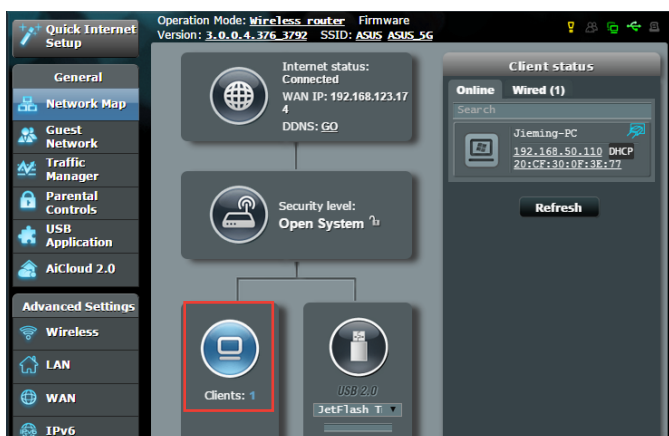 Quick Internet
Setup
Operation Mode: Wireless router Firmware
Version: 3.0.0.4.376_3792 SSID: ASUS ASUS_5G
General
Network Map
Guest
Network
Traffic
Manager
Parental
Controls
USB
Application
AiCloud 2.0
Advanced Settings
Wireless
LAN
WAN
IPv6
Internet status:
Connected
WAN IP: 192.168.123.17
4
DDNS: GO
Security level:
Open System
Clients: 1
USB 2.0
JetFlash T
Client status
Online Wired (1)
Search
Jieming-PC
192.168.50.110 DHCP
20:CF:30:0F:3E:77
Refresh